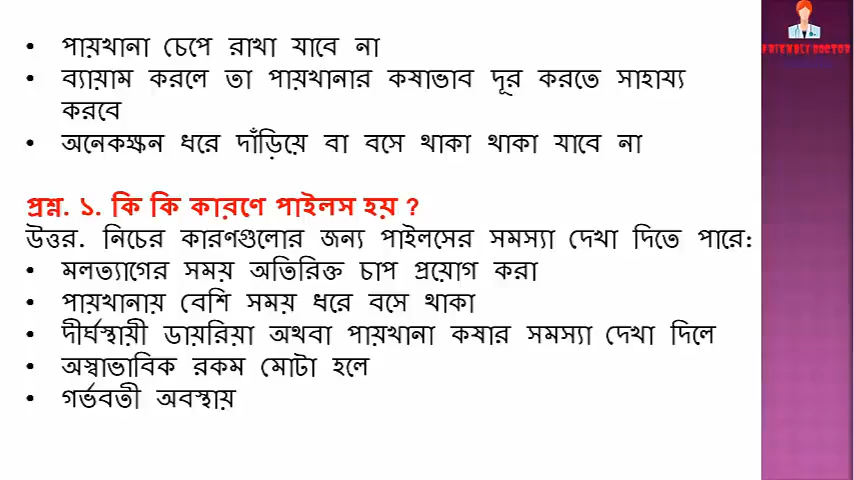 • পায়খানা চেপে রাখা যাবে না
• ব্যায়াম করলে তা পায়খানার কষাভাব দূর করতে সাহায্য
করবে
• অনেকক্ষন ধরে দাঁড়িয়ে বা বসে থাকা থাকা যাবে না
প্রশ্ন. ১. কি কি কারণে পাইলস হয় ?
উত্তর. নিচের কারণগুলোর জন্য পাইলসের সমস্যা দেখা দিতে পারে:
• মলত্যাগের সময় অতিরিক্ত চাপ প্রয়োগ করা
• পায়খানায় বেশি সময় ধরে বসে থাকা
• দীর্ঘস্থায়ী ডায়রিয়া অথবা পায়খানা কষার সমস্যা দেখা দিলে
• অস্বাভাবিক রকম মোটা হলে
• গর্ভবতী অবস্থায়
FRIENDLY DOCTOR